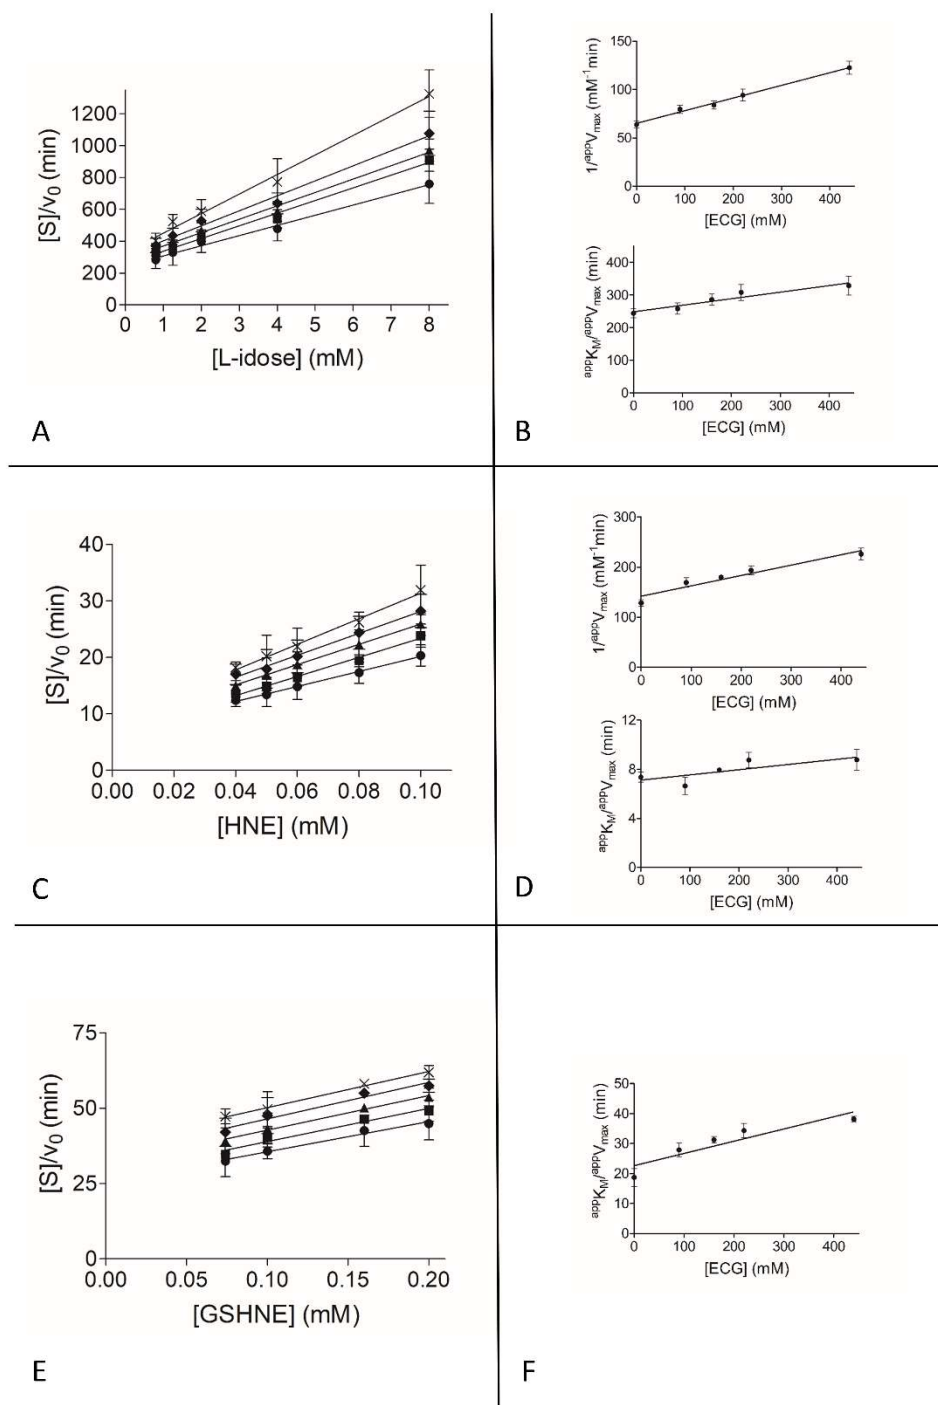 [S]/v₀ (min)
1200
1000
800
600
400
200
0
0 1 2 3 4 5 6 7 8
[L-idose] (mM)
A
1/ᵃᵖᵖVₘₐₓ (mM⁻¹min)
150
100
50
0
0 100 200 300 400
[ECG] (mM)
ᵃᵖᵖK_M/ᵃᵖᵖVₘₐₓ (min)
400
300
200
100
0
0 100 200 300 400
[ECG] (mM)
B
[S]/v₀ (min)
40
30
20
10
0
0.00 0.02 0.04 0.06 0.08 0.10
[HNE] (mM)
C
1/ᵃᵖᵖVₘₐₓ (mM⁻¹min)
300
200
100
0
0 100 200 300 400
[ECG] (mM)
ᵃᵖᵖK_M/ᵃᵖᵖVₘₐₓ (min)
12
8
4
0
0 100 200 300 400
[ECG] (mM)
D
[S]/v₀ (min)
75
50
25
0
0.00 0.05 0.10 0.15 0.20
[GSHNE] (mM)
E
ᵃᵖᵖK_M/ᵃᵖᵖVₘₐₓ (min)
50
40
30
20
10
0
0 100 200 300 400
[ECG] (mM)
F